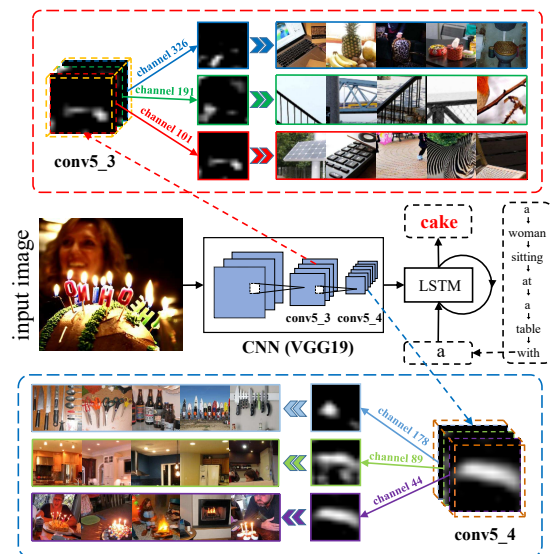 channel 326
channel 191
channel 101
conv5_3
input image
conv5_3
conv5_4
CNN (VGG19)
cake
LSTM
a
a
woman
sitting
at
a
table
with
channel 178
channel 89
channel 44
conv5_4